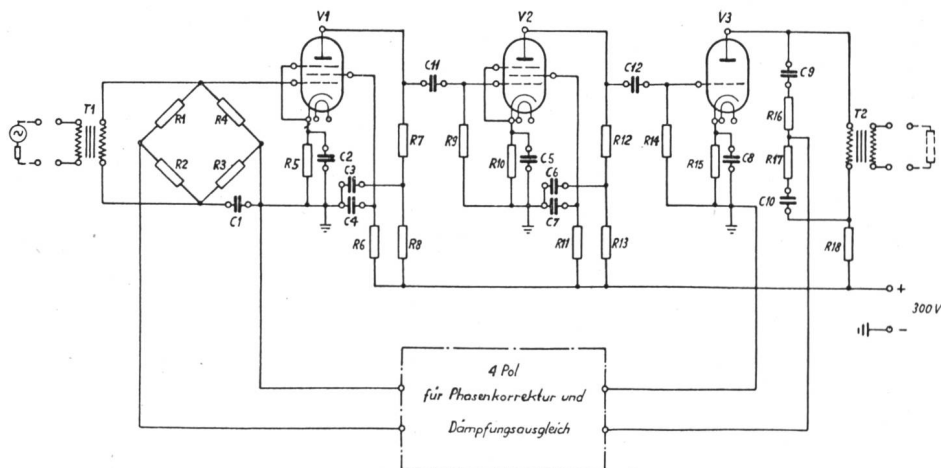 V1
V2
V3
C11
C12
C9
T1
R1
R4
R16
T2
R7
R9
R12
R14
R2
R3
R5
C2
R10
C5
R15
C8
R17
C3
C6
C10
C1
C4
C7
R6
R8
R11
R13
R18
+
300V
-
4 Pol
für Phasenkorrektur und
Dämpfungsausgleich